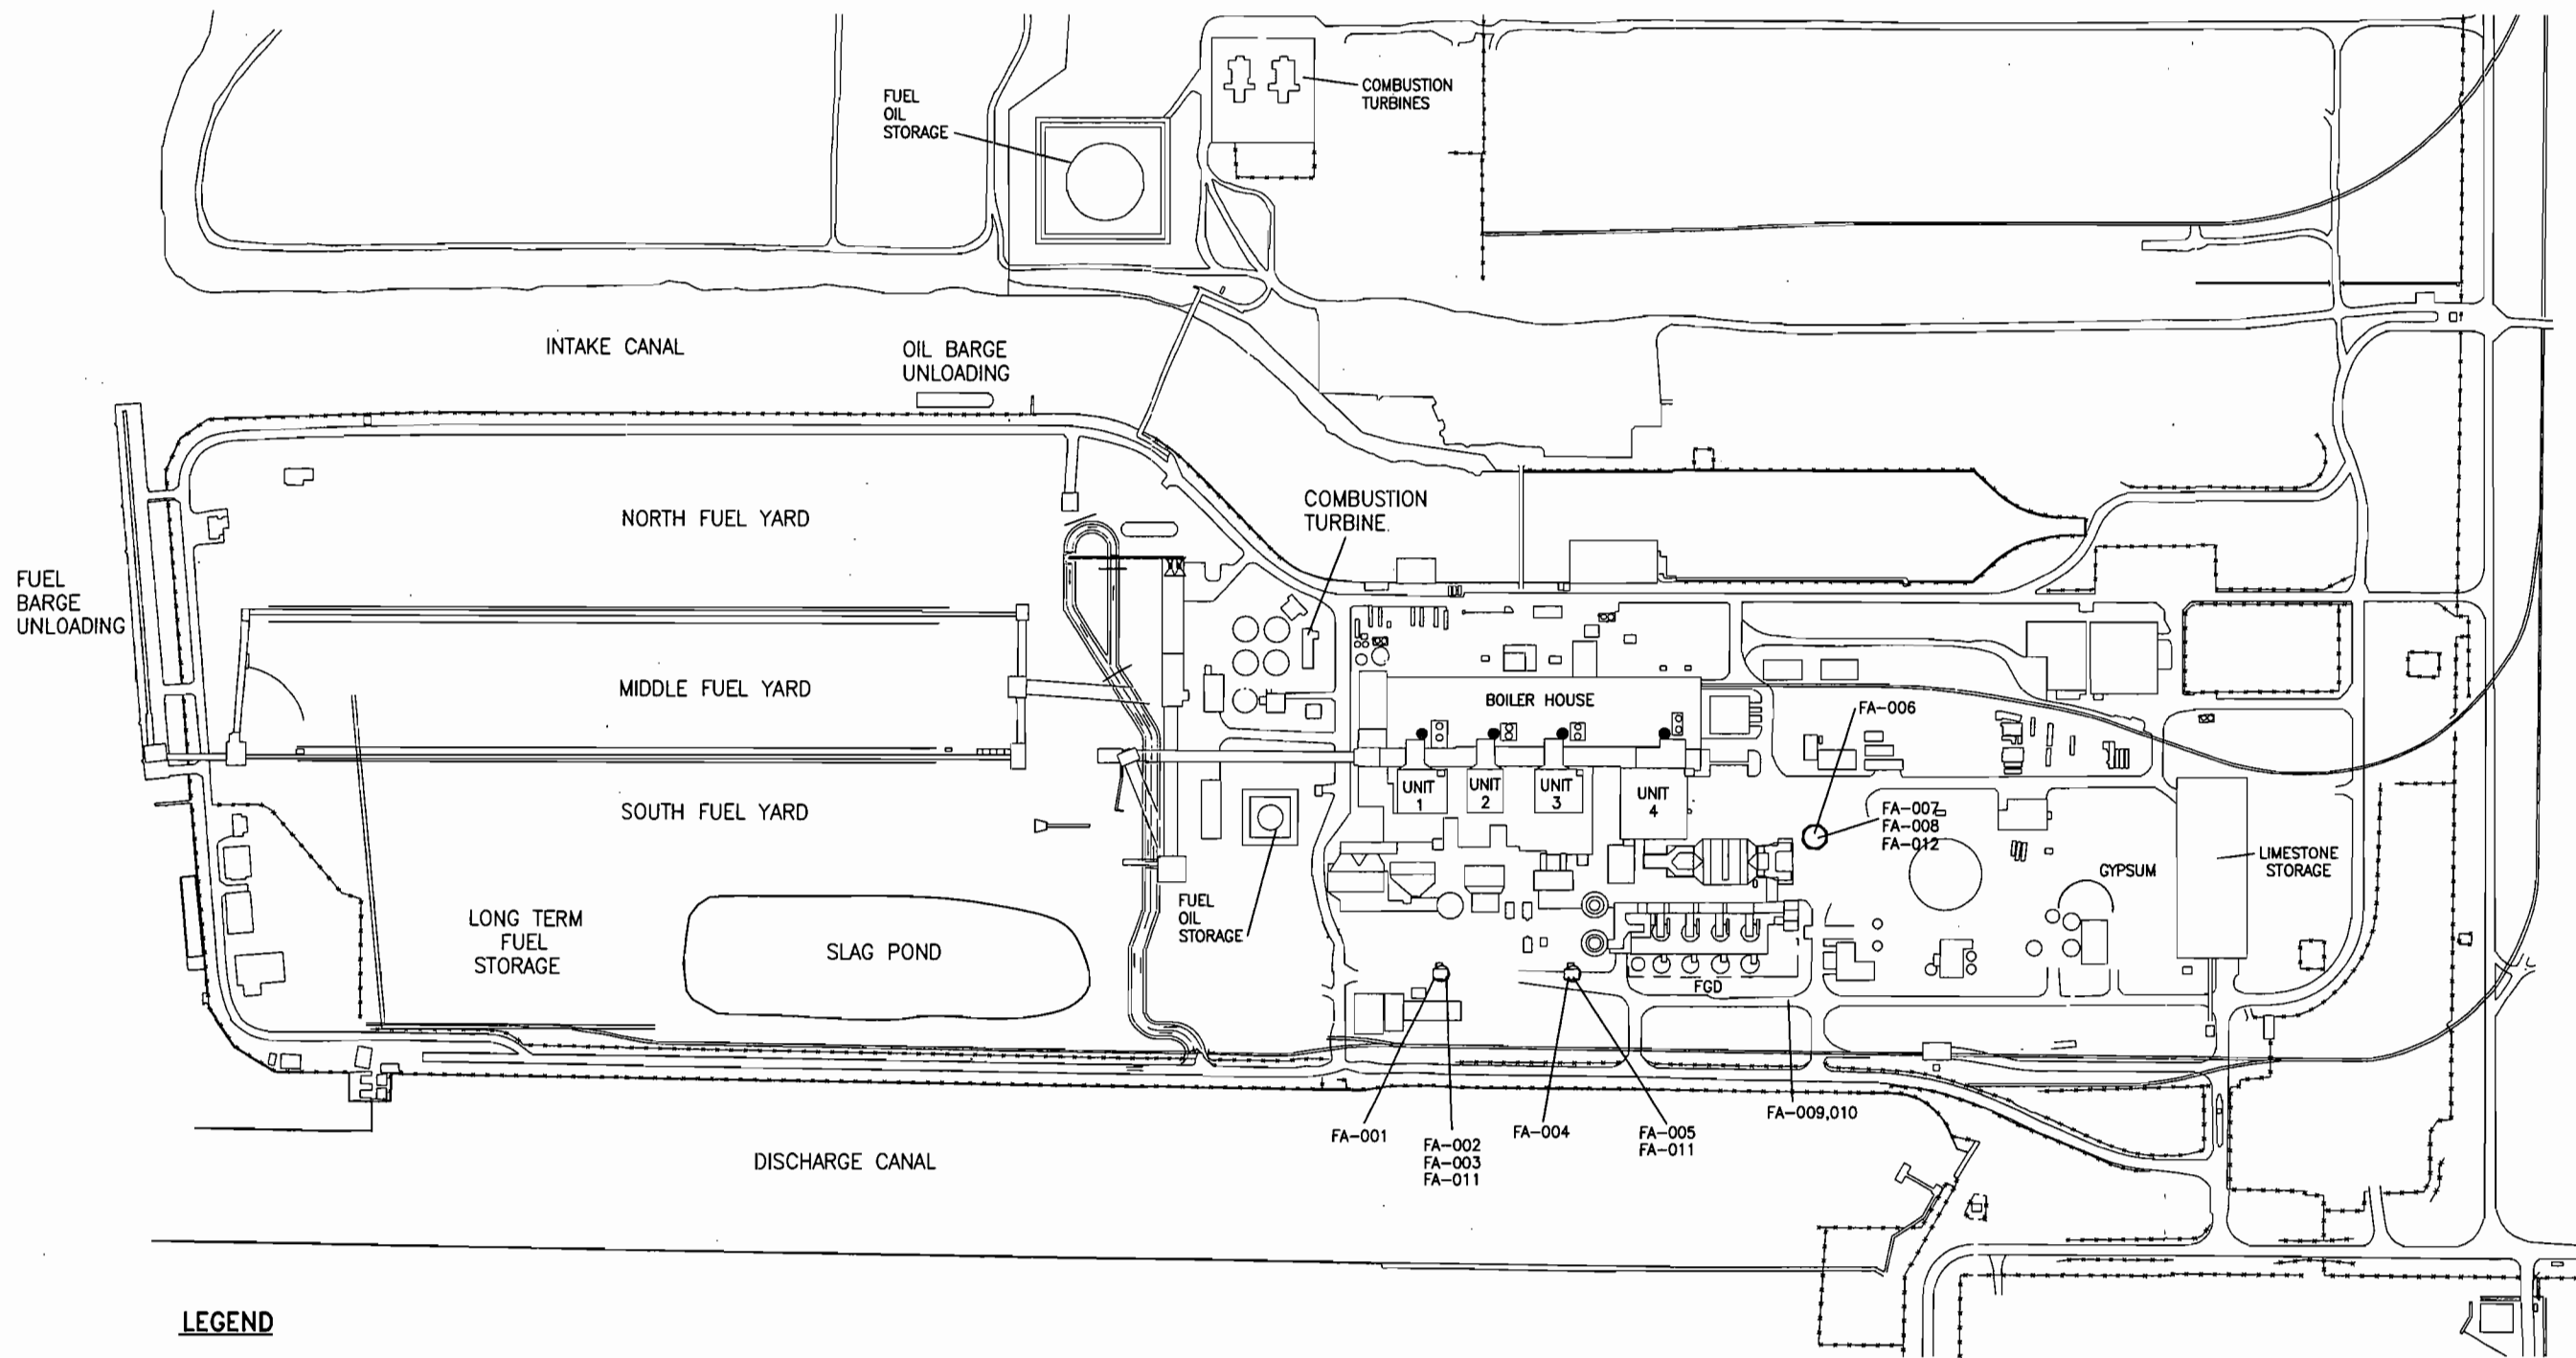 COMBUSTION
TURBINES
FUEL
OIL
STORAGE
INTAKE CANAL
OIL BARGE
UNLOADING
COMBUSTION
TURBINE.
NORTH FUEL YARD
FUEL
BARGE
UNLOADING
MIDDLE FUEL YARD
BOILER HOUSE
FA-006
UNIT
1
UNIT
2
UNIT
3
UNIT
4
SOUTH FUEL YARD
FA-007
FA-008
FA-012
LIMESTONE
STORAGE
GYPSUM
LONG TERM
FUEL
STORAGE
SLAG POND
FUEL
OIL
STORAGE
FGD
FA-001
FA-002
FA-003
FA-011
FA-004
FA-005
FA-011
FA-009,010
DISCHARGE CANAL
LEGEND